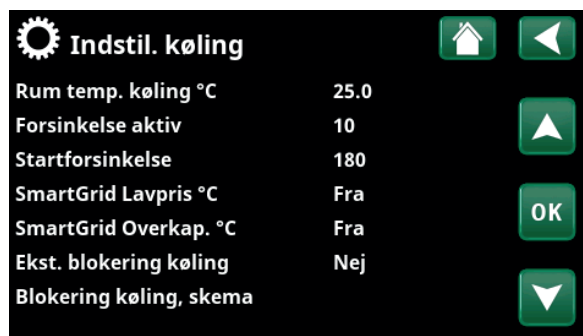 Indstil. køling
Rum temp. køling °C 25.0
Forsinkelse aktiv 10
Startforsinkelse 180
SmartGrid Lavpris °C Fra
SmartGrid Overkap. °C Fra
OK
Ekst. blokering køling Nej
Blokering køling, skema